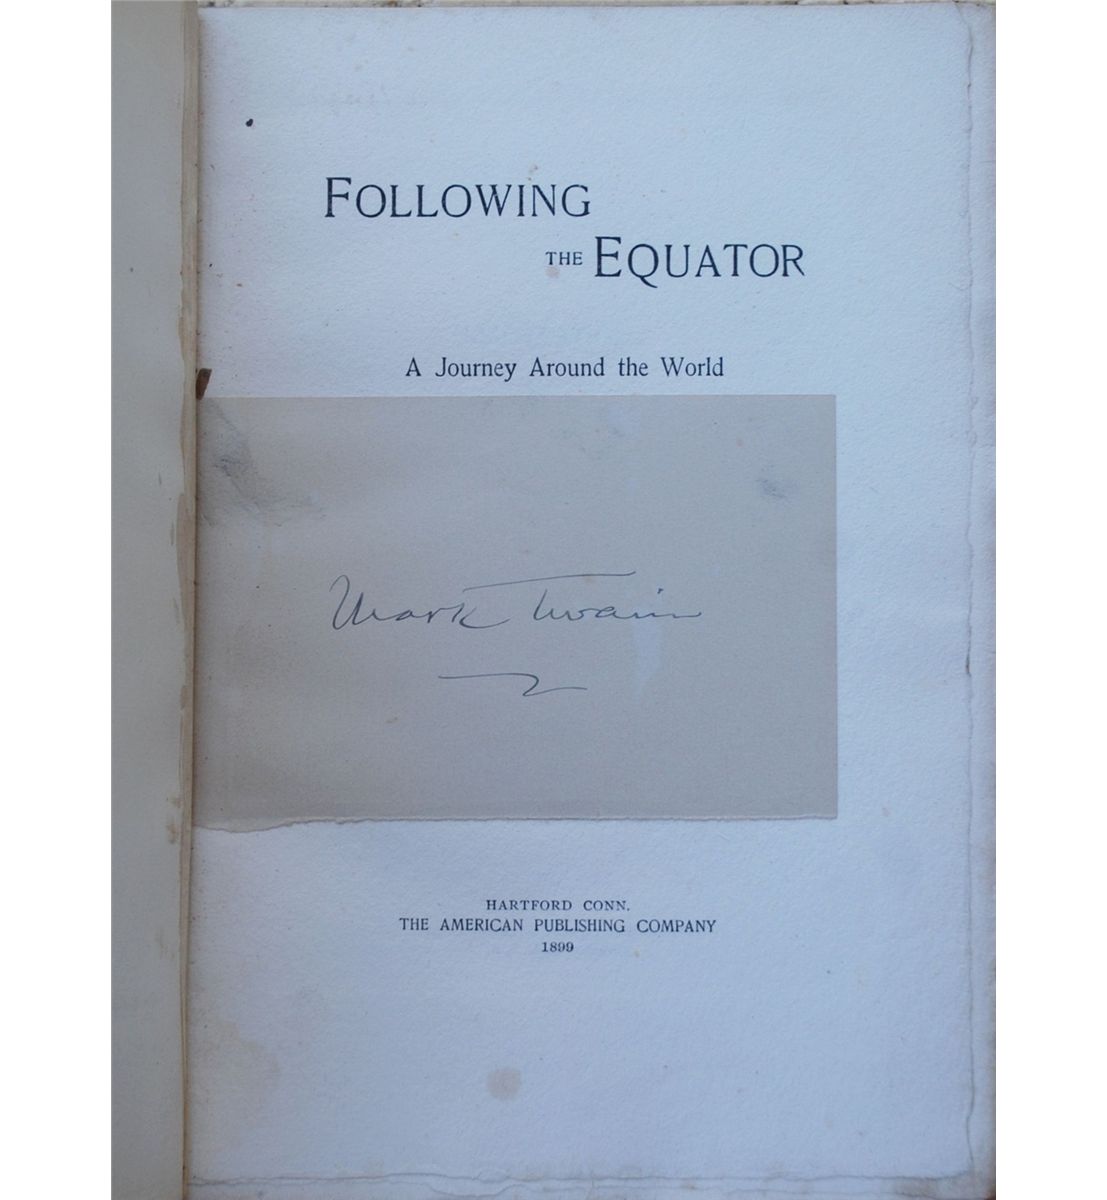 FOLLOWING
THE EQUATOR
A Journey Around the World
Mark Twain
HARTFORD CONN.
THE AMERICAN PUBLISHING COMPANY
1899